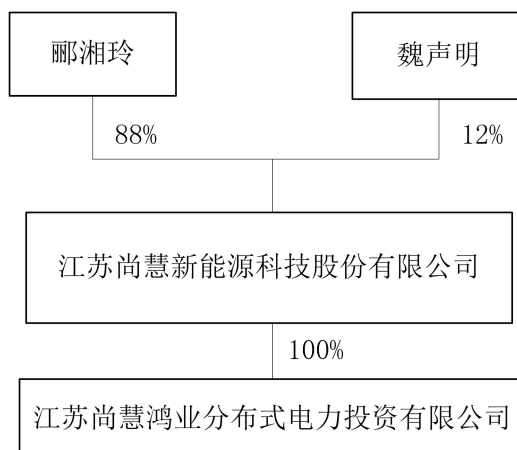 郦湘玲
魏声明
88%
12%
江苏尚慧新能源科技股份有限公司
100%
江苏尚慧鸿业分布式电力投资有限公司